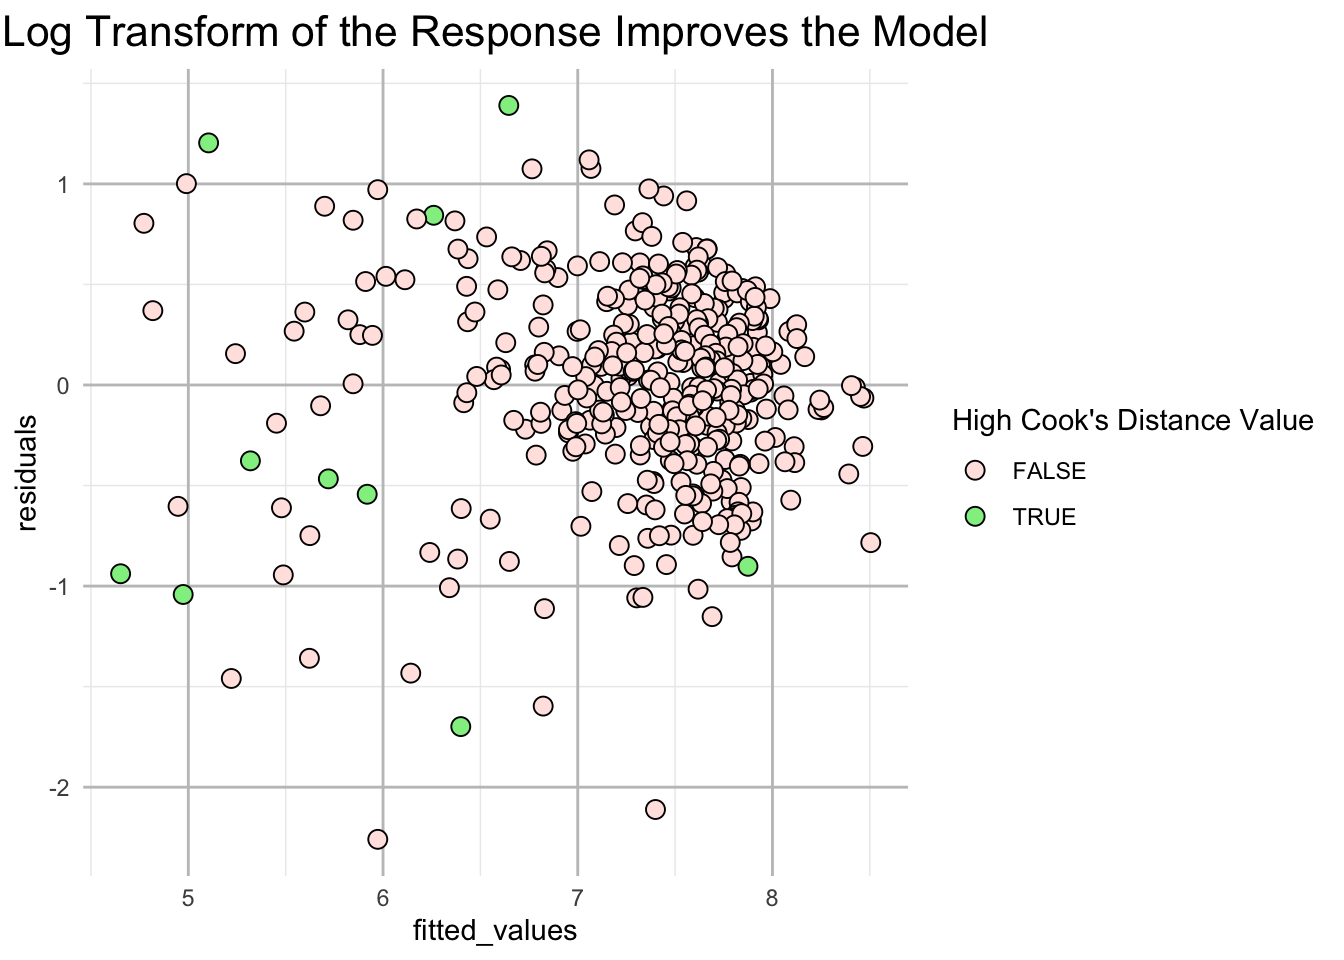 Log Transform of the Response Improves the Model
1
0
-1
-2
residuals
5 6 7 8
fitted_values
High Cook's Distance Value
FALSE
TRUE